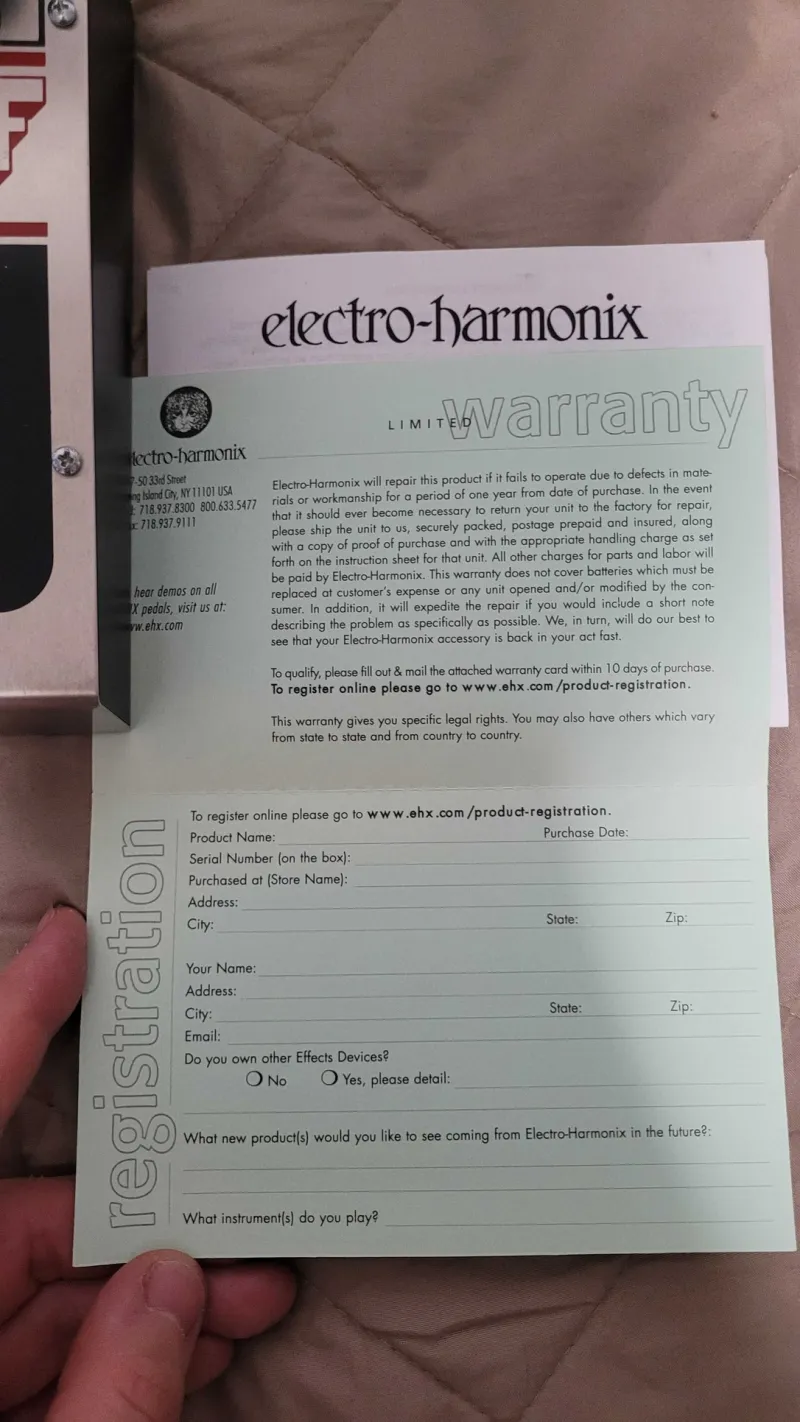 electro-harmonix
LIMITED warranty
lectro-harmonix
7-50 33rd Street
ng Island City, NY 11101 USA
: 718.937.8300 800.633.5477
x: 718.937.9111
hear demos on all
X pedals, visit us at:
ww.ehx.com
Electro-Harmonix will repair this product if it fails to operate due to defects in mate-
rials or workmanship for a period of one year from date of purchase. In the event
that it should ever become necessary to return your unit to the factory for repair,
please ship the unit to us, securely packed, postage prepaid and insured, along
with a copy of proof of purchase and with the appropriate handling charge as set
forth on the instruction sheet for that unit. All other charges for parts and labor will
be paid by Electro-Harmonix. This warranty does not cover batteries which must be
replaced at customer's expense or any unit opened and/or modified by the con-
sumer. In addition, it will expedite the repair if you would include a short note
describing the problem as specifically as possible. We, in turn, will do our best to
see that your Electro-Harmonix accessory is back in your act fast.
To qualify, please fill out & mail the attached warranty card within 10 days of purchase.
To register online please go to www.ehx.com/product-registration.
This warranty gives you specific legal rights. You may also have others which vary
from state to state and from country to country.
registration
To register online please go to www.ehx.com/product-registration.
Product Name: Purchase Date:
Serial Number (on the box):
Purchased at (Store Name):
Address:
City: State: Zip:
Your Name:
Address:
City: State: Zip:
Email:
Do you own other Effects Devices?
No Yes, please detail:
What new product(s) would you like to see coming from Electro-Harmonix in the future?:
What instrument(s) do you play?